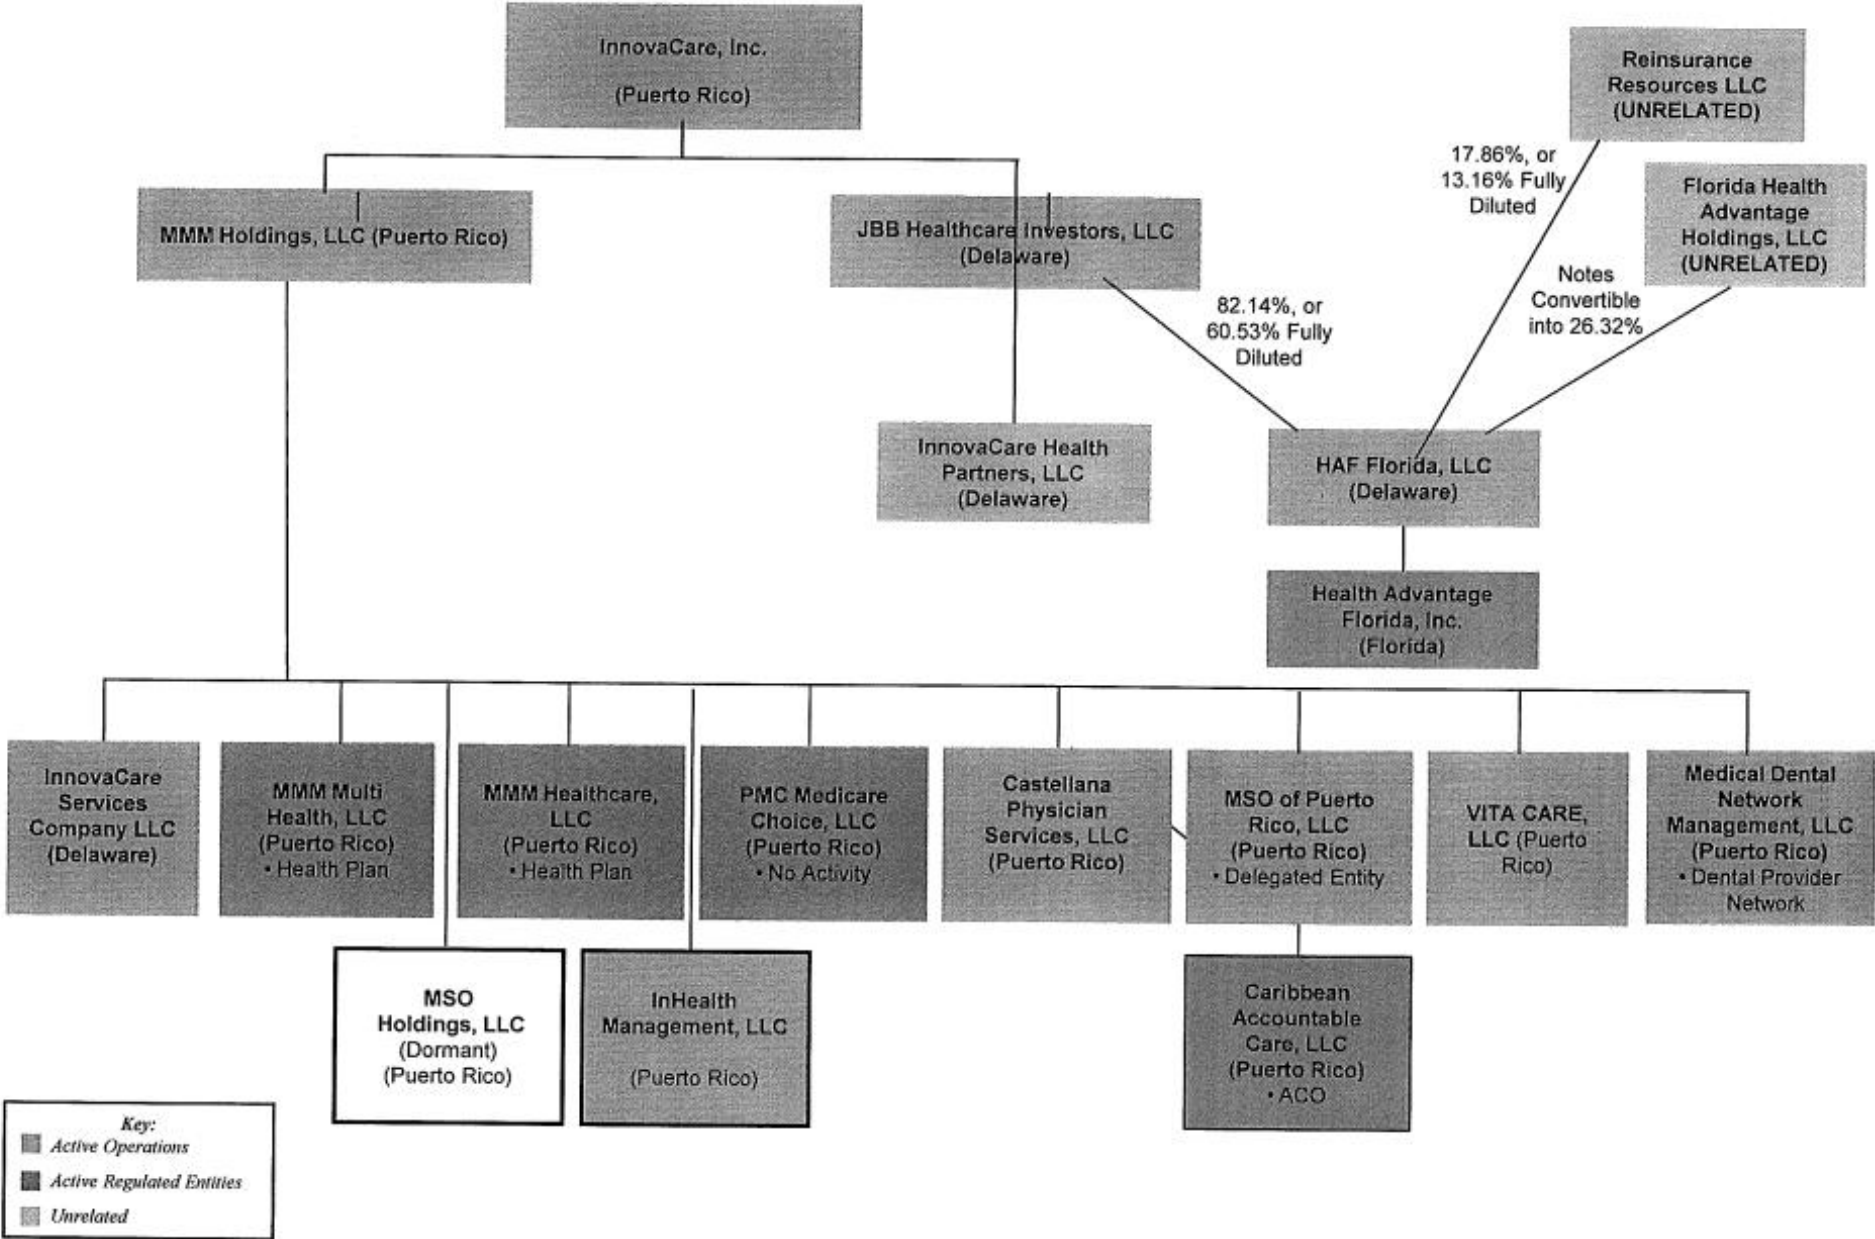 InnovaCare, Inc.
(Puerto Rico)
Reinsurance
Resources LLC
(UNRELATED)
17.86%, or
13.16% Fully
Diluted
Florida Health
Advantage
Holdings, LLC
(UNRELATED)
MMM Holdings, LLC (Puerto Rico)
JBB Healthcare Investors, LLC
(Delaware)
82.14%, or
60.53% Fully
Diluted
Notes
Convertible
into 26.32%
InnovaCare Health
Partners, LLC
(Delaware)
HAF Florida, LLC
(Delaware)
Health Advantage
Florida, Inc.
(Florida)
InnovaCare
Services
Company LLC
(Delaware)
MMM Multi
Health, LLC
(Puerto Rico)
• Health Plan
MMM Healthcare,
LLC
(Puerto Rico)
• Health Plan
PMC Medicare
Choice, LLC
(Puerto Rico)
• No Activity
Castellana
Physician
Services, LLC
(Puerto Rico)
MSO of Puerto
Rico, LLC
(Puerto Rico)
• Delegated Entity
VITA CARE,
LLC (Puerto
Rico)
Medical Dental
Network
Management, LLC
(Puerto Rico)
• Dental Provider
Network
MSO
Holdings, LLC
(Dormant)
(Puerto Rico)
InHealth
Management, LLC
(Puerto Rico)
Caribbean
Accountable
Care, LLC
(Puerto Rico)
• ACO
Key:
Active Operations
Active Regulated Entities
Unrelated